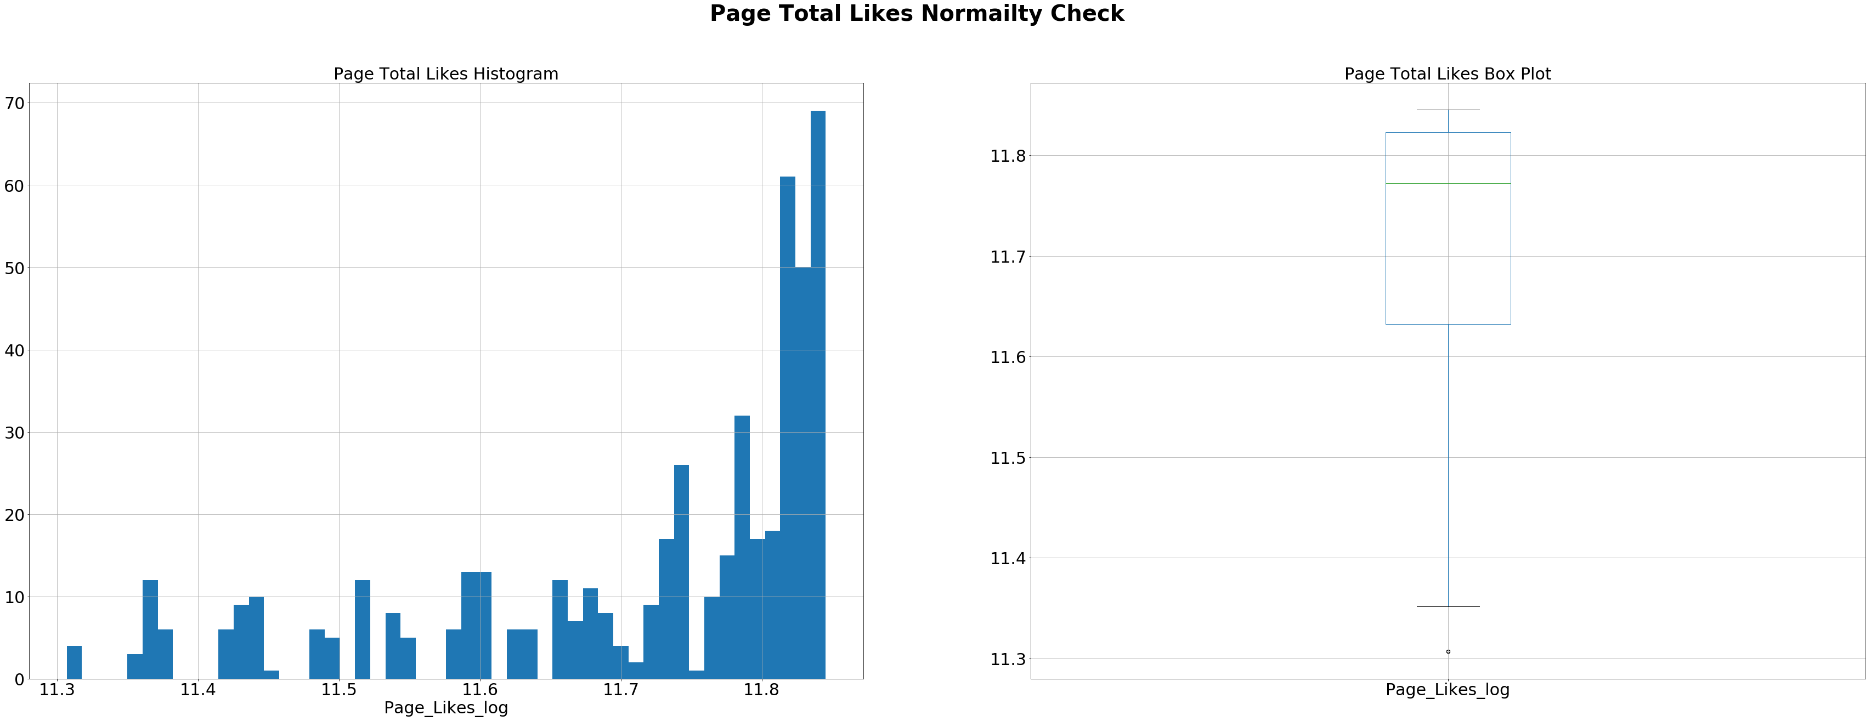 Page Total Likes Normailty Check
Page Total Likes Histogram
70
60
50
40
30
20
10
0
11.3 11.4 11.5 11.6 11.7 11.8
Page_Likes_log
Page Total Likes Box Plot
11.8
11.7
11.6
11.5
11.4
11.3
Page_Likes_log